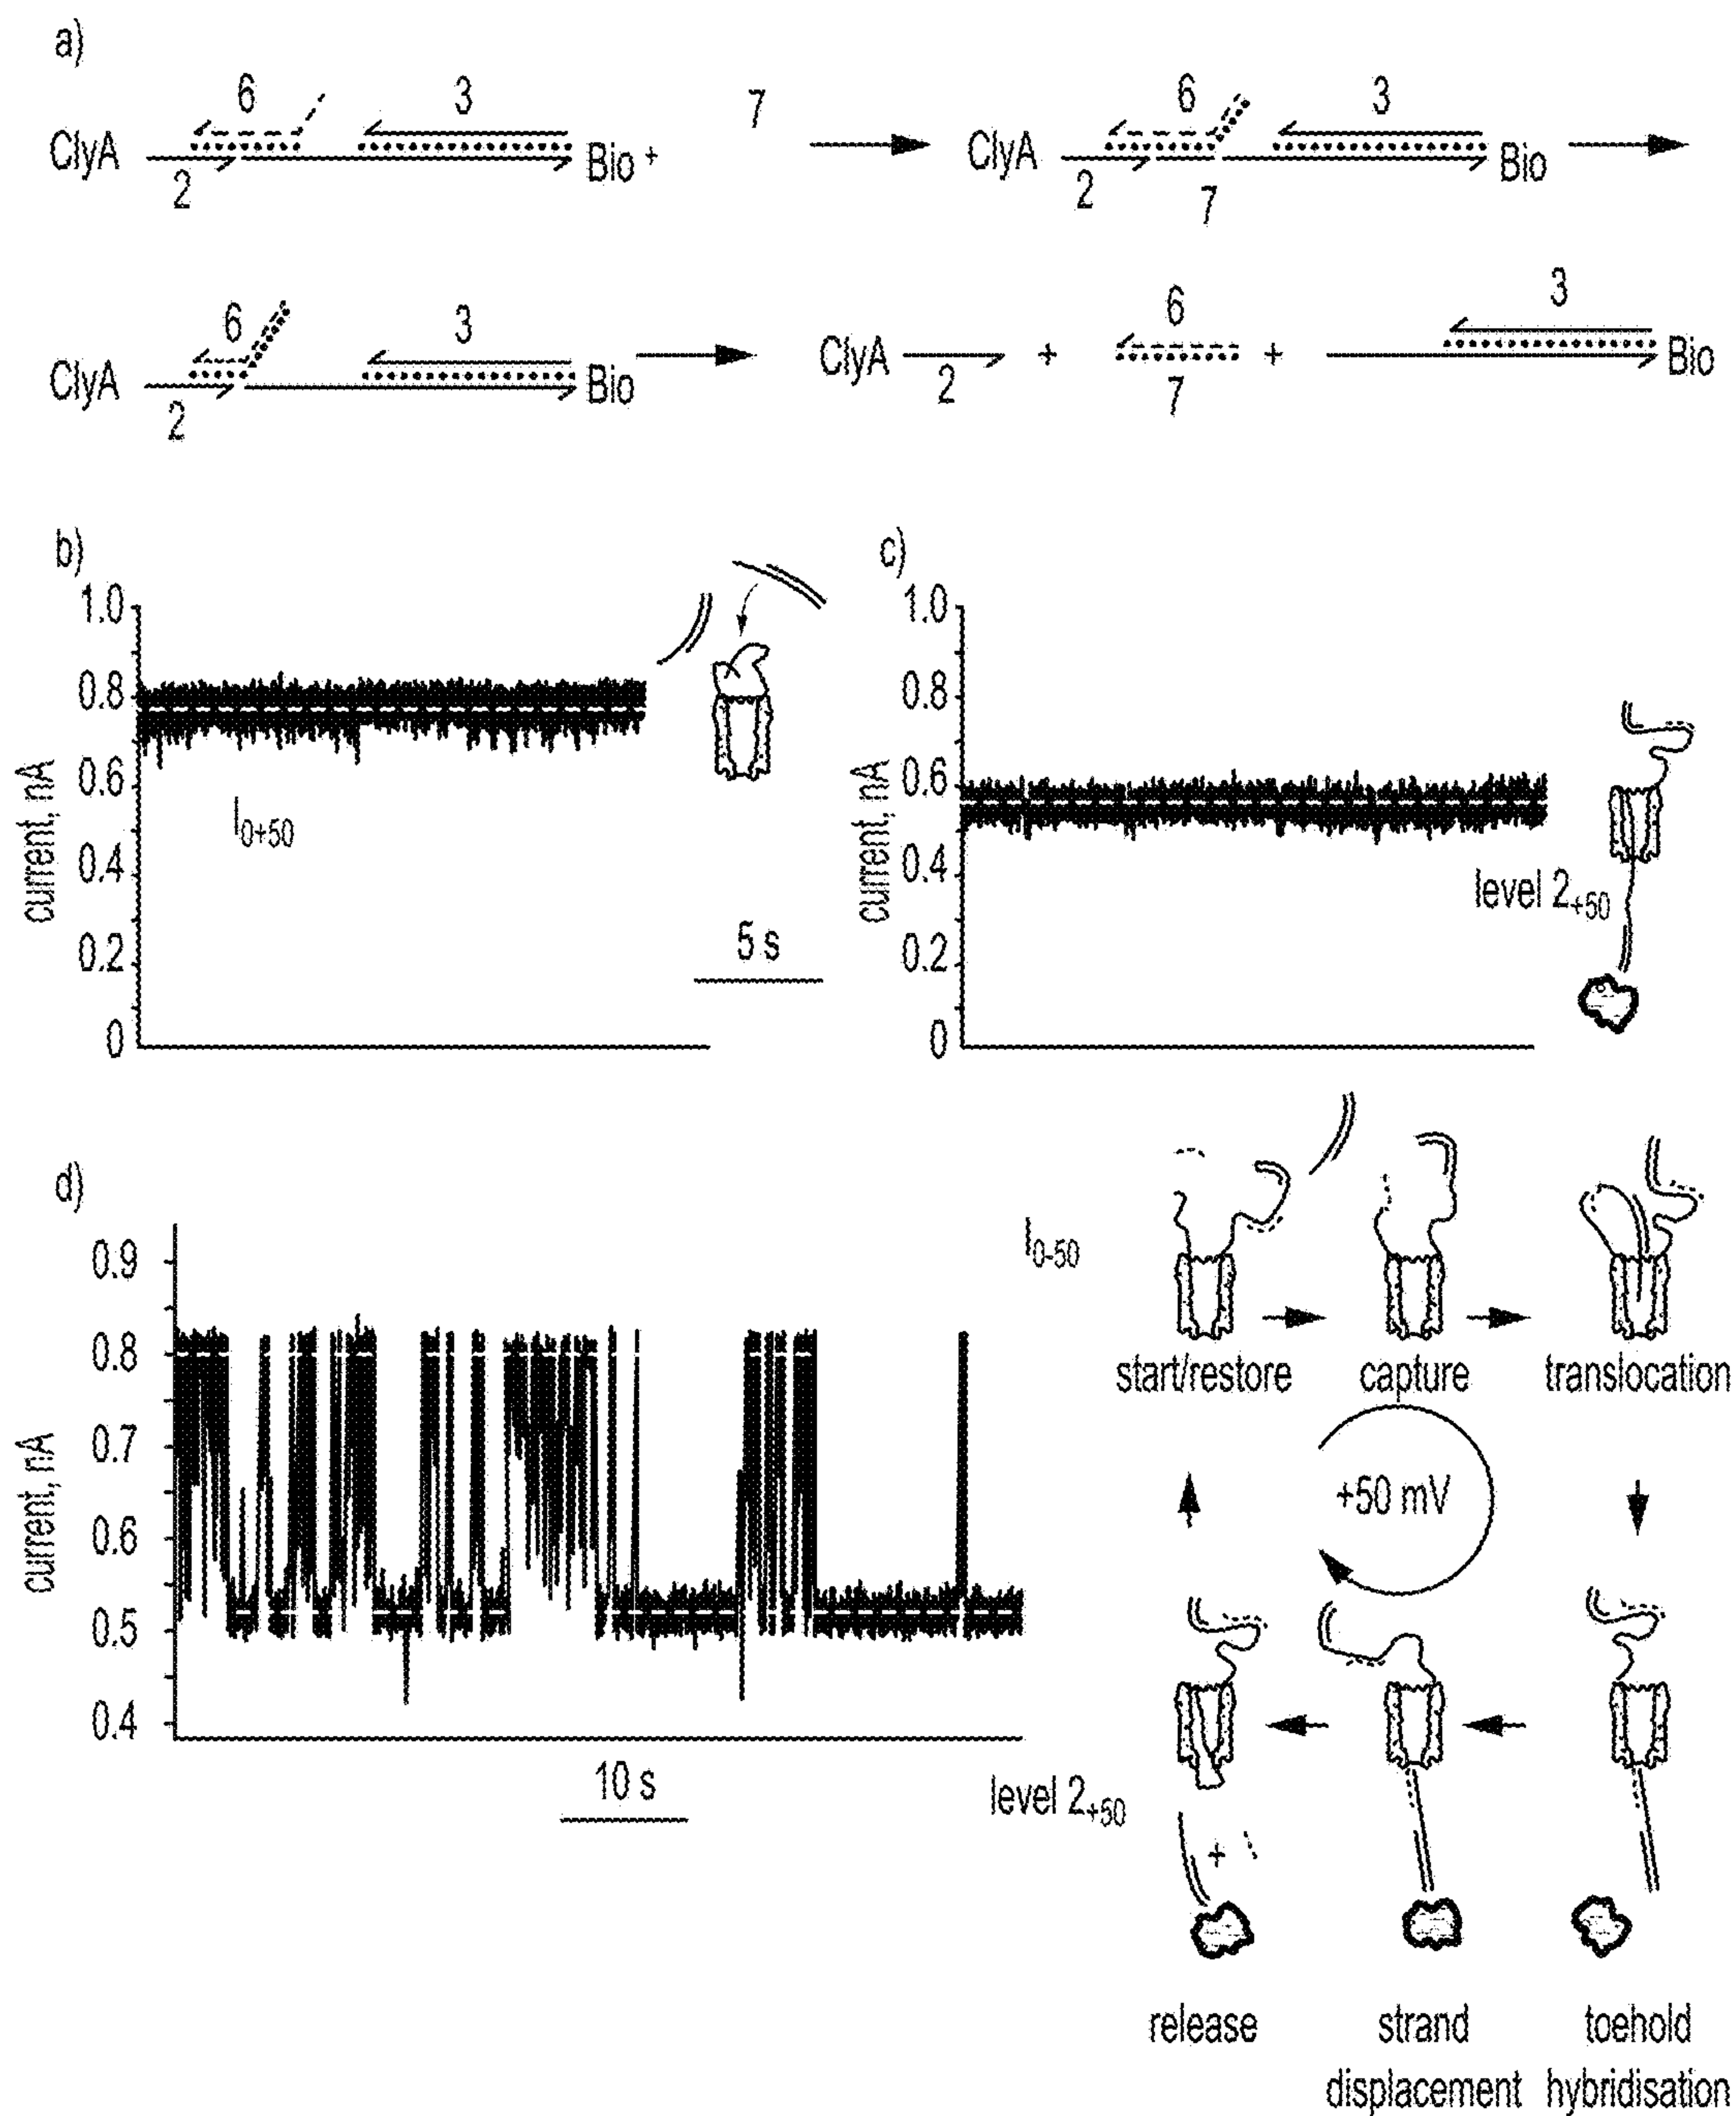 a)
6 3 7 6 3
ClyA Bio + ClyA Bio
2 2 7
6 3 6 3
ClyA Bio ClyA + + Bio
2 2 7
b)
1.0
0.8
0.6
0.4
0.2
0
current, nA
I0+50
5 s
c)
1.0
0.8
0.6
0.4
0.2
0
current, nA
level 2+50
d)
0.9
0.8
0.7
0.6
0.5
0.4
current, nA
10 s
I0-50
level 2+50
start/restore capture translocation
+50 mV
+
release strand toehold
displacement hybridisation